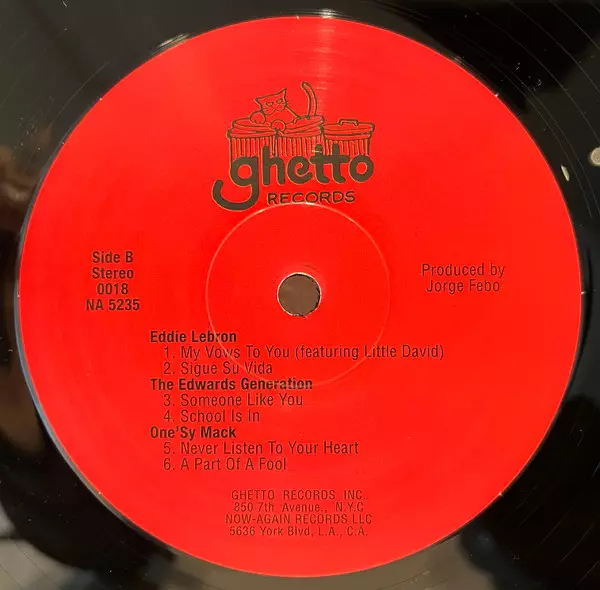 ghetto
RECORDS
Side B
Stereo
0018
NA 5235
Produced by
Jorge Febo
Eddie Lebron
1. My Vows To You (featuring Little David)
2. Sigue Su Vida
The Edwards Generation
3. Someone Like You
4. School Is In
One'Sy Mack
5. Never Listen To Your Heart
6. A Part Of A Fool
GHETTO RECORDS INC.
850 7th Avenue., N.Y.C
NOW-AGAIN RECORDS LLC
5636 York Blvd, L.A., C.A.